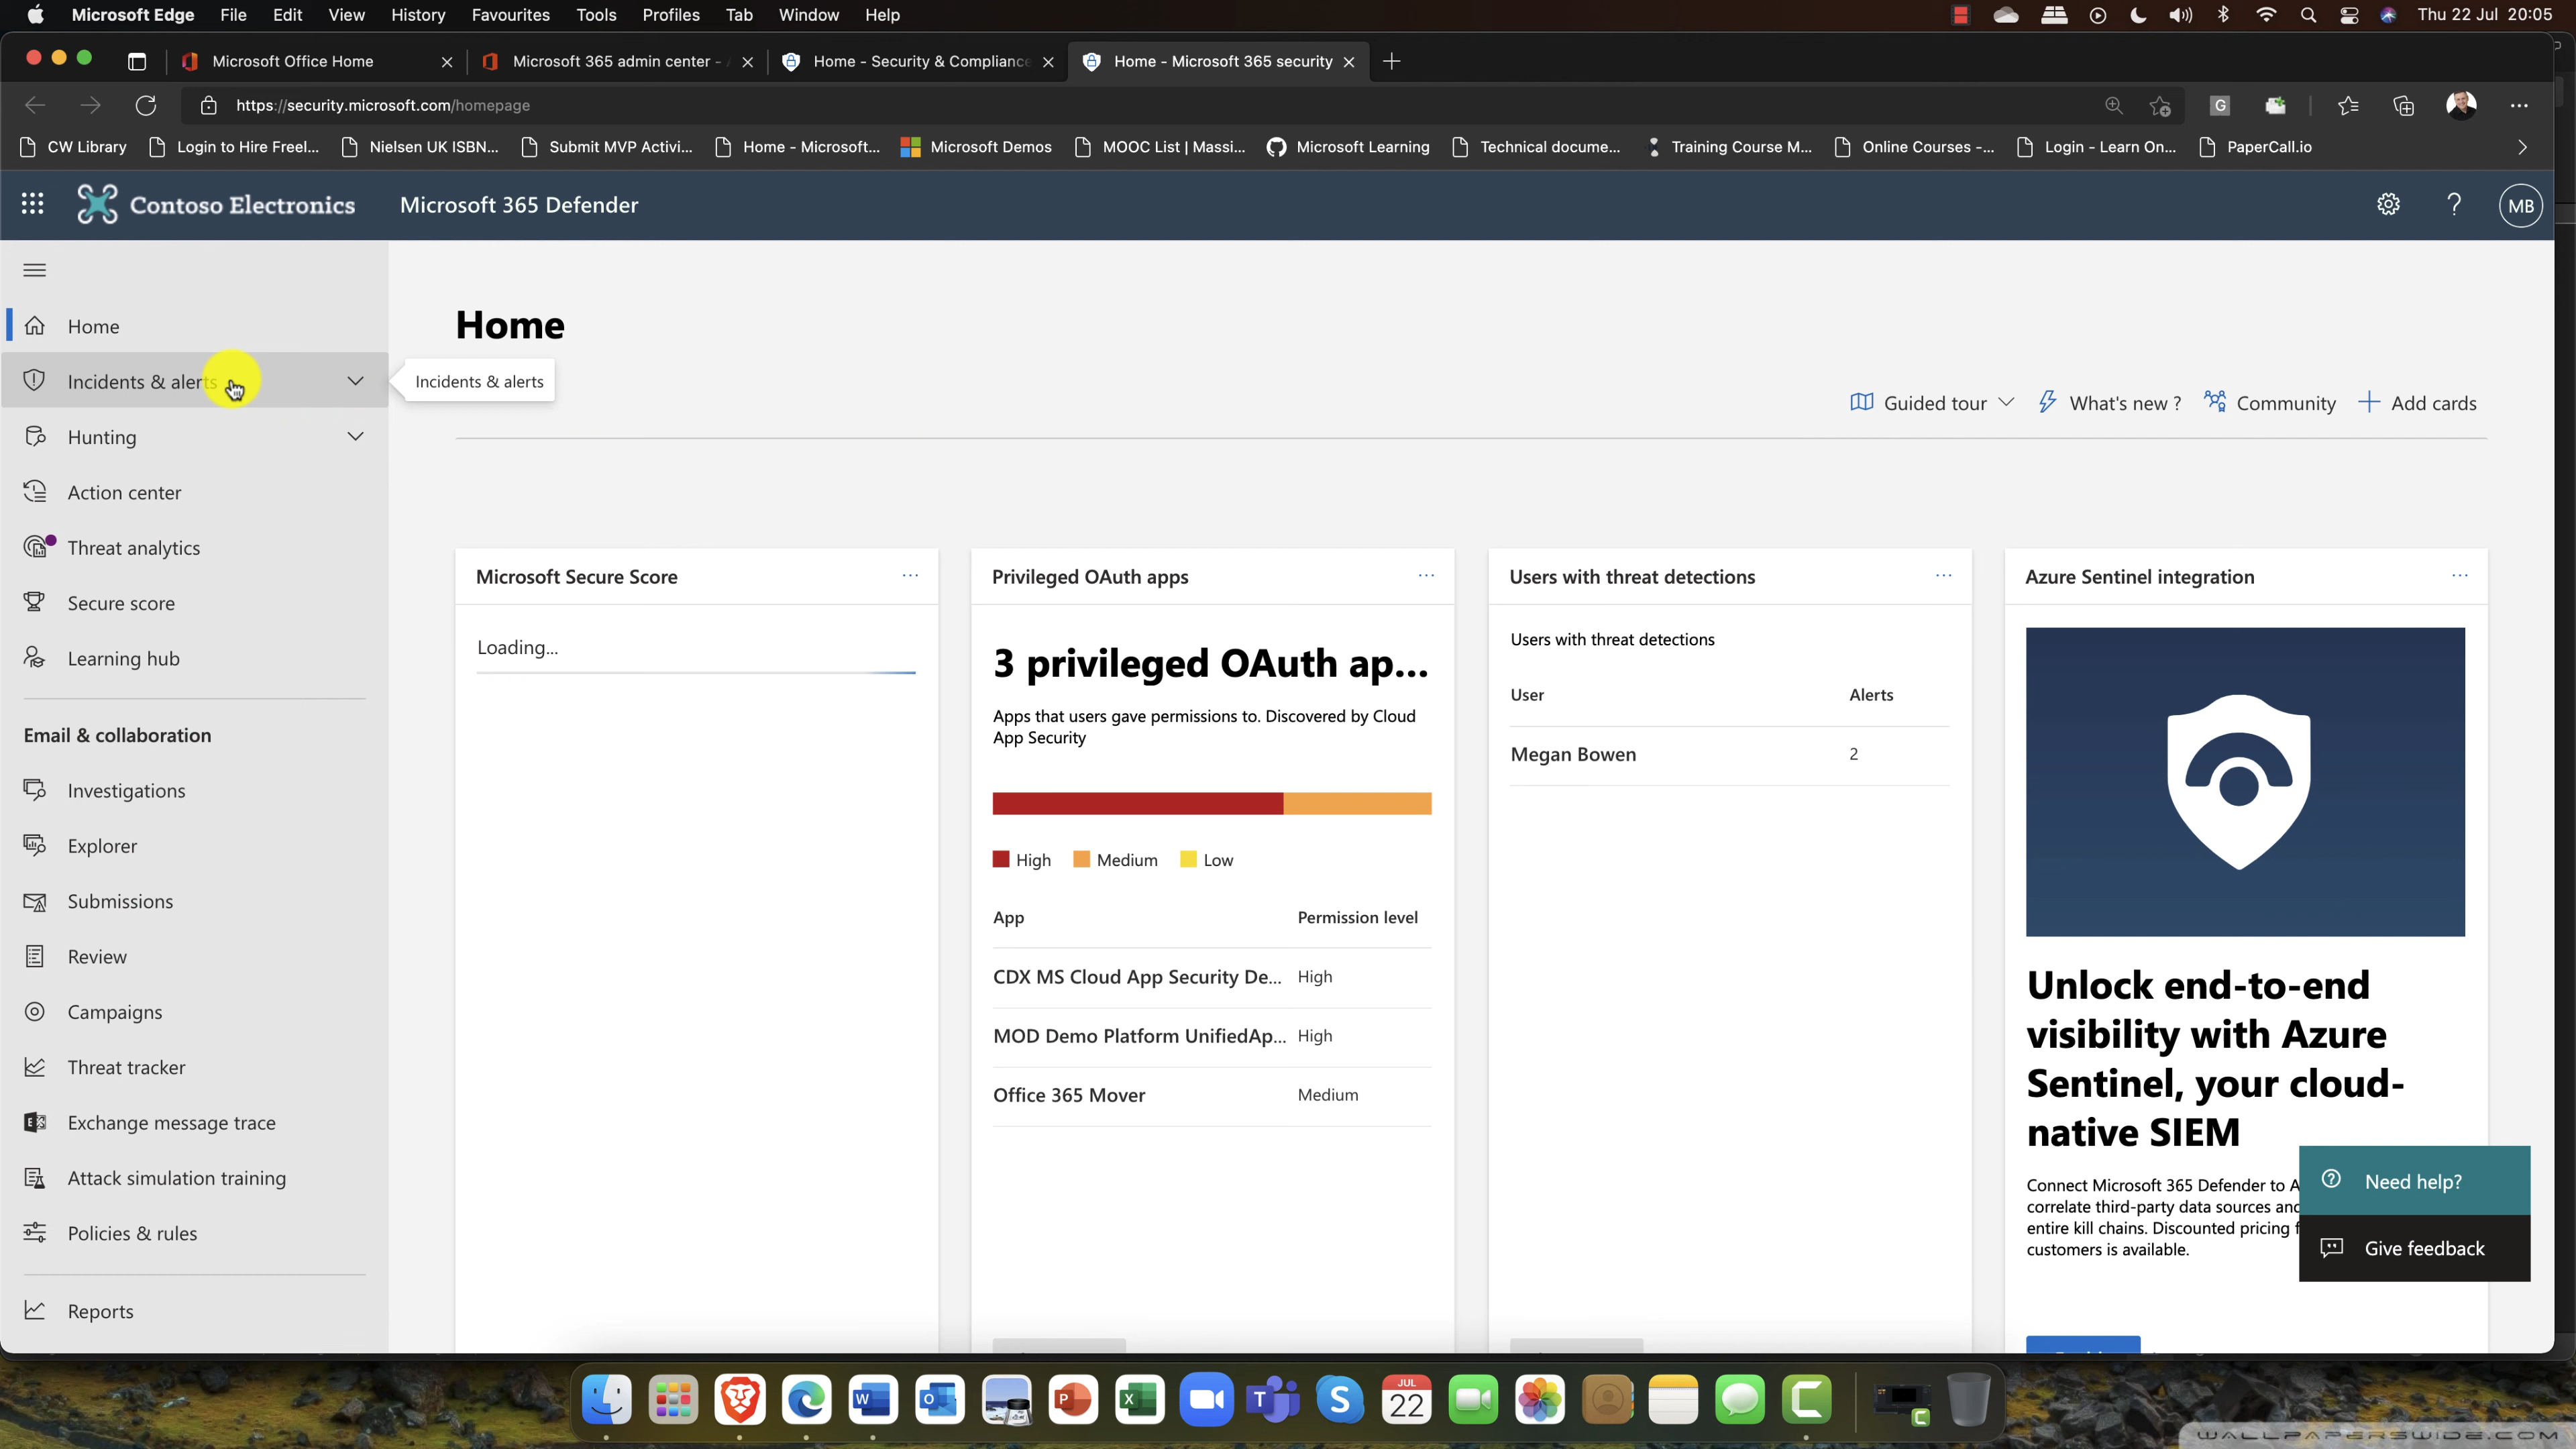 Microsoft Edge File Edit View History Favourites Tools Profiles Tab Window Help Thu 22 Jul 20:05
Microsoft Office Home Microsoft 365 admin center - Home - Security & Compliance Home - Microsoft 365 security
https://security.microsoft.com/homepage G
CW Library Login to Hire Freel... Nielsen UK ISBN... Submit MVP Activi... Home - Microsoft... Microsoft Demos MOOC List | Massi... Microsoft Learning Technical docume... Training Course M... Online Courses -... Login - Learn On... PaperCall.io
Contoso Electronics Microsoft 365 Defender ? MB
Home
Incidents & alerts
Hunting
Action center
Threat analytics
Secure score
Learning hub
Email & collaboration
Investigations
Explorer
Submissions
Review
Campaigns
Threat tracker
Exchange message trace
Attack simulation training
Policies & rules
Reports
Incidents & alerts
Home
Guided tour What's new ? Community Add cards
Microsoft Secure Score
Loading...
Privileged OAuth apps
3 privileged OAuth ap...
Apps that users gave permissions to. Discovered by Cloud
App Security
High Medium Low
App Permission level
CDX MS Cloud App Security De... High
MOD Demo Platform UnifiedAp... High
Office 365 Mover Medium
Users with threat detections
Users with threat detections
User Alerts
Megan Bowen 2
Azure Sentinel integration
Unlock end-to-end
visibility with Azure
Sentinel, your cloud-
native SIEM
Connect Microsoft 365 Defender to A
correlate third-party data sources and
entire kill chains. Discounted pricing f
customers is available.
Need help?
Give feedback
JUL
22
WALLPAPERSWIDE.COM